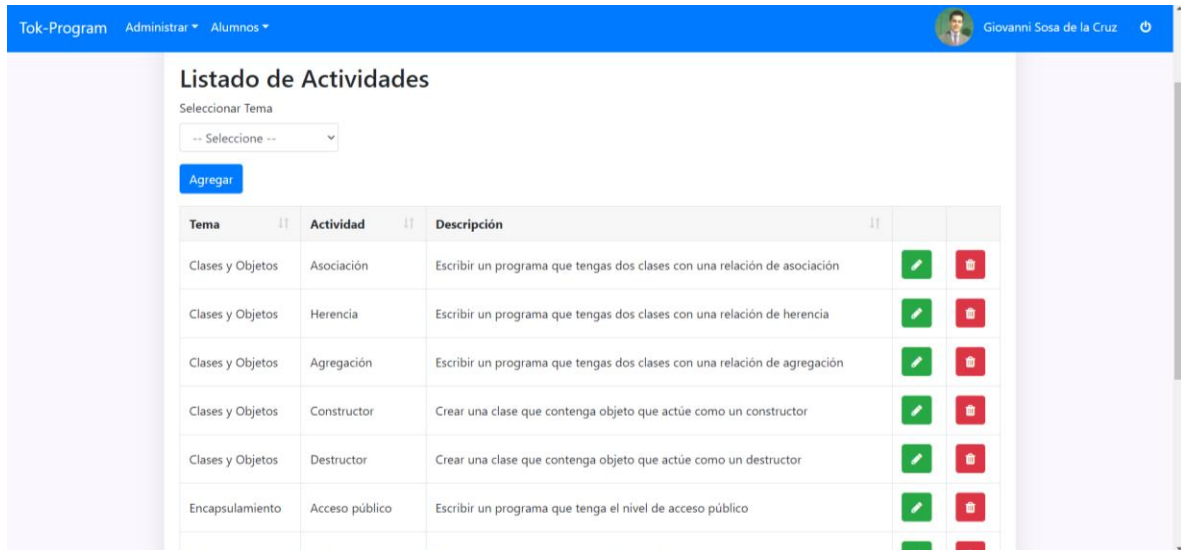 Tok-Program Administrar Alumnos Giovanni Sosa de la Cruz
Listado de Actividades
Seleccionar Tema
-- Seleccione --
Agregar
Tema Actividad Descripción
Clases y Objetos Asociación Escribir un programa que tengas dos clases con una relación de asociación
Clases y Objetos Herencia Escribir un programa que tengas dos clases con una relación de herencia
Clases y Objetos Agregación Escribir un programa que tengas dos clases con una relación de agregación
Clases y Objetos Constructor Crear una clase que contenga objeto que actúe como un constructor
Clases y Objetos Destructor Crear una clase que contenga objeto que actúe como un destructor
Encapsulamiento Acceso público Escribir un programa que tenga el nivel de acceso público